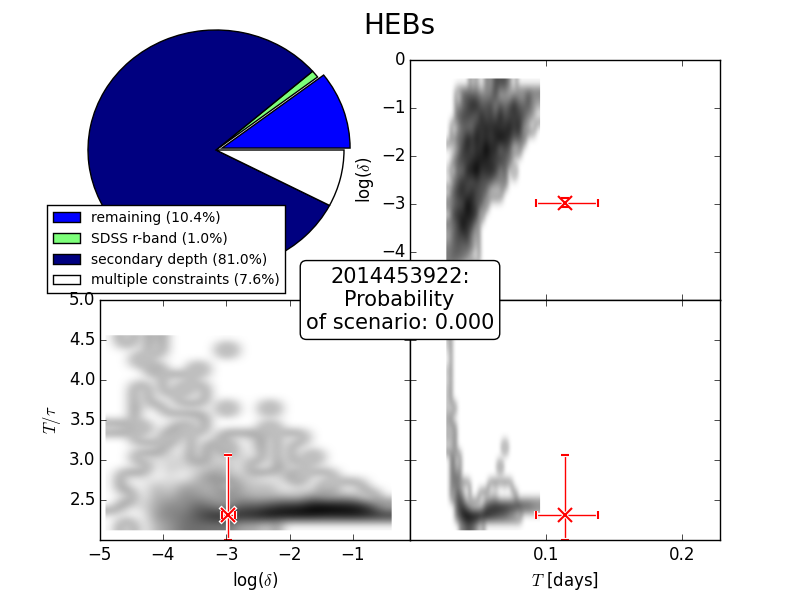 HEBs
remaining (10.4%)
SDSS r-band (1.0%)
secondary depth (81.0%)
multiple constraints (7.6%)
0
−1
−2
−3
−4
log(δ)
2014453922:
Probability
of scenario: 0.000
5.0
4.5
4.0
3.5
3.0
2.5
T/τ
−5
−4
−3
−2
−1
log(δ)
0.1
0.2
T [days]